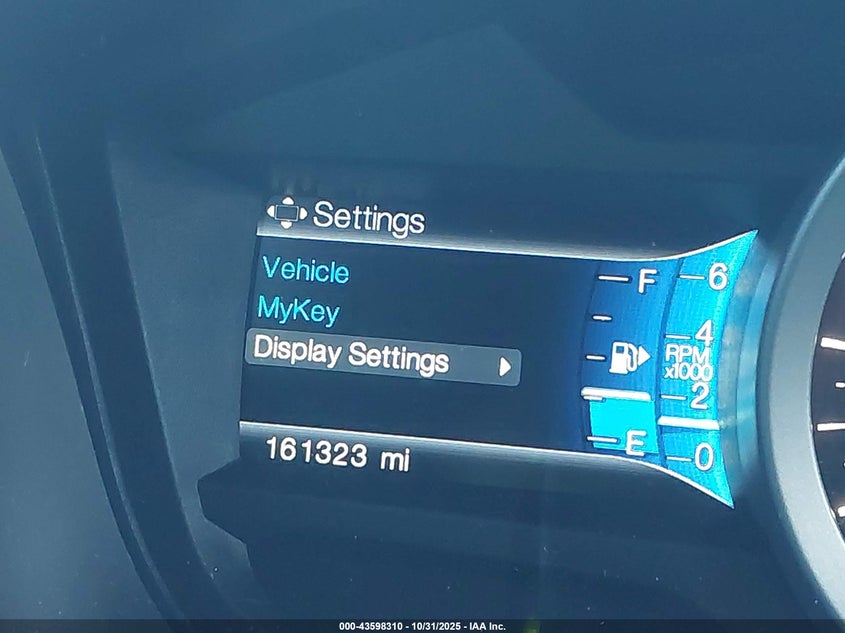 Settings
Vehicle
MyKey
Display Settings
161323 mi
F
E
6
4
RPM
x1000
2
0
000-43598310 - 10/31/2025 - IAA Inc.